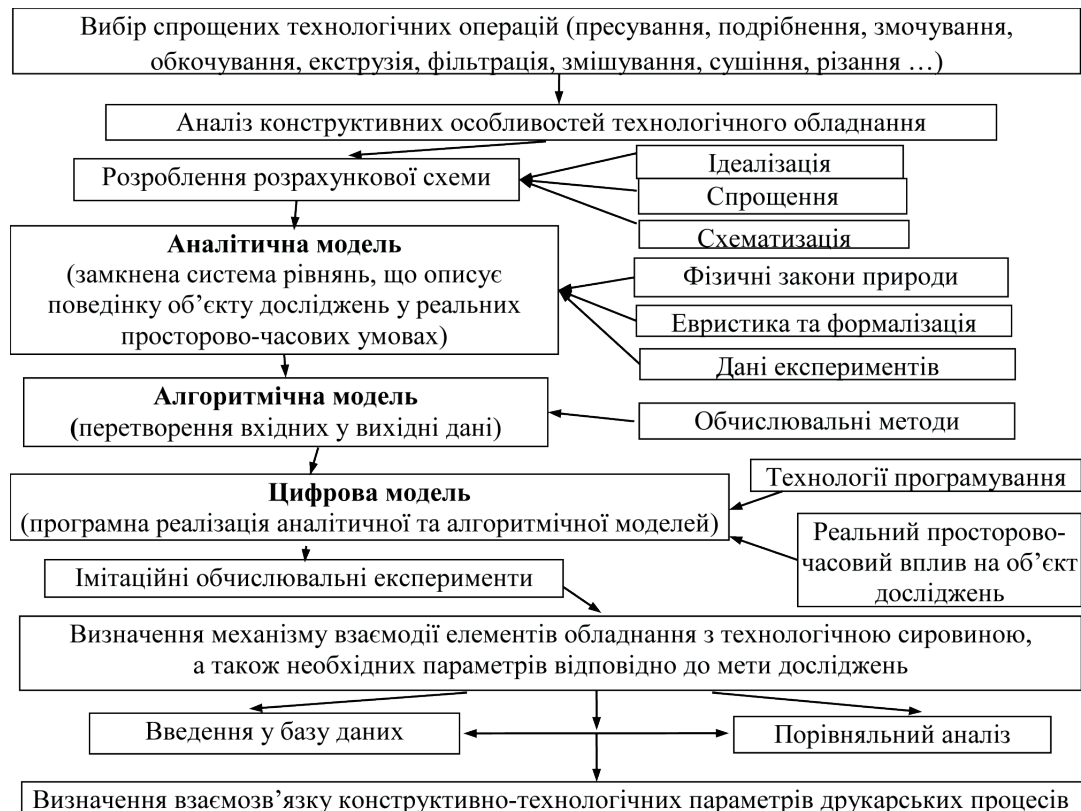 Вибір спрощених технологічних операцій (пресування, подрібнення, змочування,
обкочування, екструзія, фільтрація, змішування, сушіння, різання …)
Аналіз конструктивних особливостей технологічного обладнання
Розроблення розрахункової схеми
Ідеалізація
Спрощення
Схематизація
Аналітична модель
(замкнена система рівнянь, що описує
поведінку об’єкту досліджень у реальних
просторово-часових умовах)
Фізичні закони природи
Евристика та формалізація
Дані експериментів
Алгоритмічна модель
(перетворення вхідних у вихідні дані)
Обчислювальні методи
Цифрова модель
(програмна реалізація аналітичної та алгоритмічної моделей)
Технології програмування
Реальний просторово-
часовий вплив на об’єкт
досліджень
Імітаційні обчислювальні експерименти
Визначення механізму взаємодії елементів обладнання з технологічною сировиною,
а також необхідних параметрів відповідно до мети досліджень
Введення у базу даних
Порівняльний аналіз
Визначення взаємозв’язку конструктивно-технологічних параметрів друкарських процесів